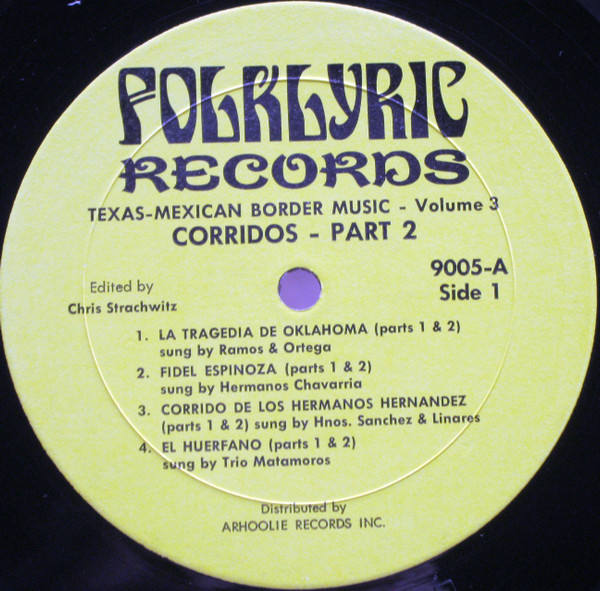 FOLKLYRIC
RECORDS
TEXAS-MEXICAN BORDER MUSIC - Volume 3
CORRIDOS - PART 2
9005-A
Side 1
Edited by
Chris Strachwitz
1. LA TRAGEDIA DE OKLAHOMA (parts 1 & 2)
sung by Ramos & Ortega
2. FIDEL ESPINOZA (parts 1 & 2)
sung by Hermanos Chavarria
3. CORRIDO DE LOS HERMANOS HERNANDEZ
(parts 1 & 2) sung by Hnos. Sanchez & Linares
4. EL HUERFANO (parts 1 & 2)
sung by Trio Matamoros
Distributed by
ARHOOLIE RECORDS INC.